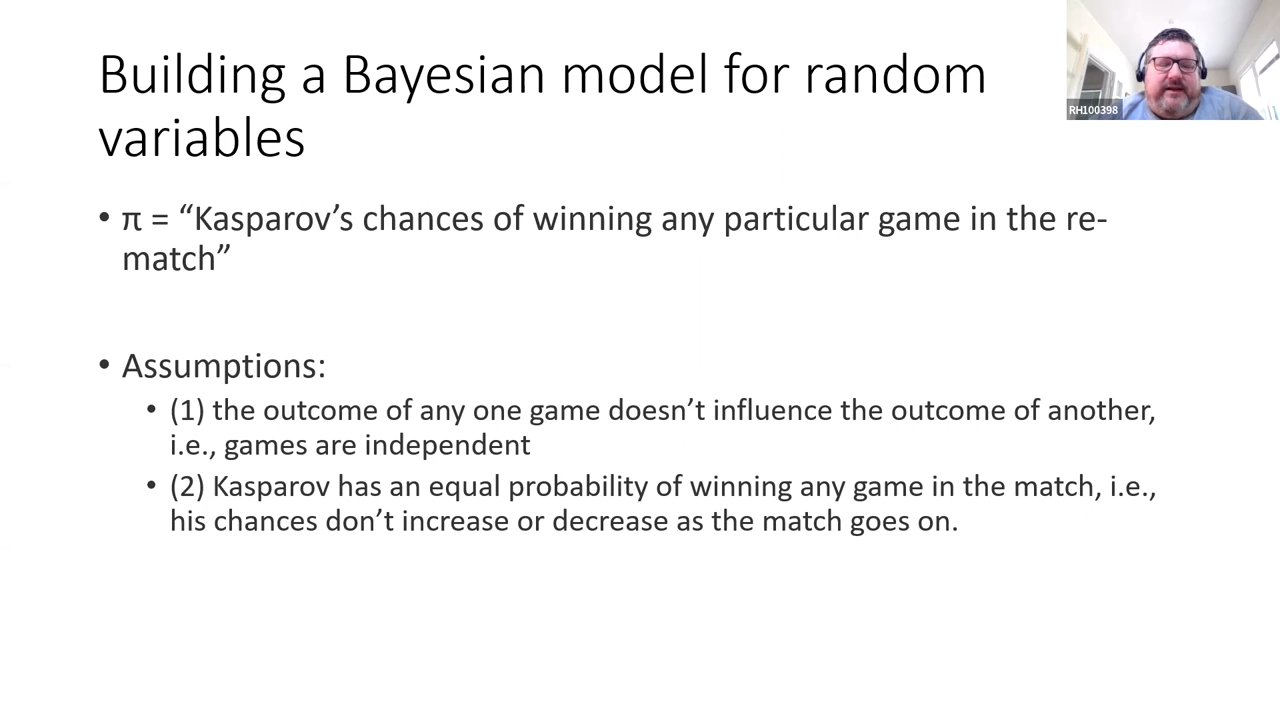 Building a Bayesian model for random
variables
RH100398
• π = “Kasparov’s chances of winning any particular game in the re-
match”
• Assumptions:
• (1) the outcome of any one game doesn’t influence the outcome of another,
i.e., games are independent
• (2) Kasparov has an equal probability of winning any game in the match, i.e.,
his chances don’t increase or decrease as the match goes on.